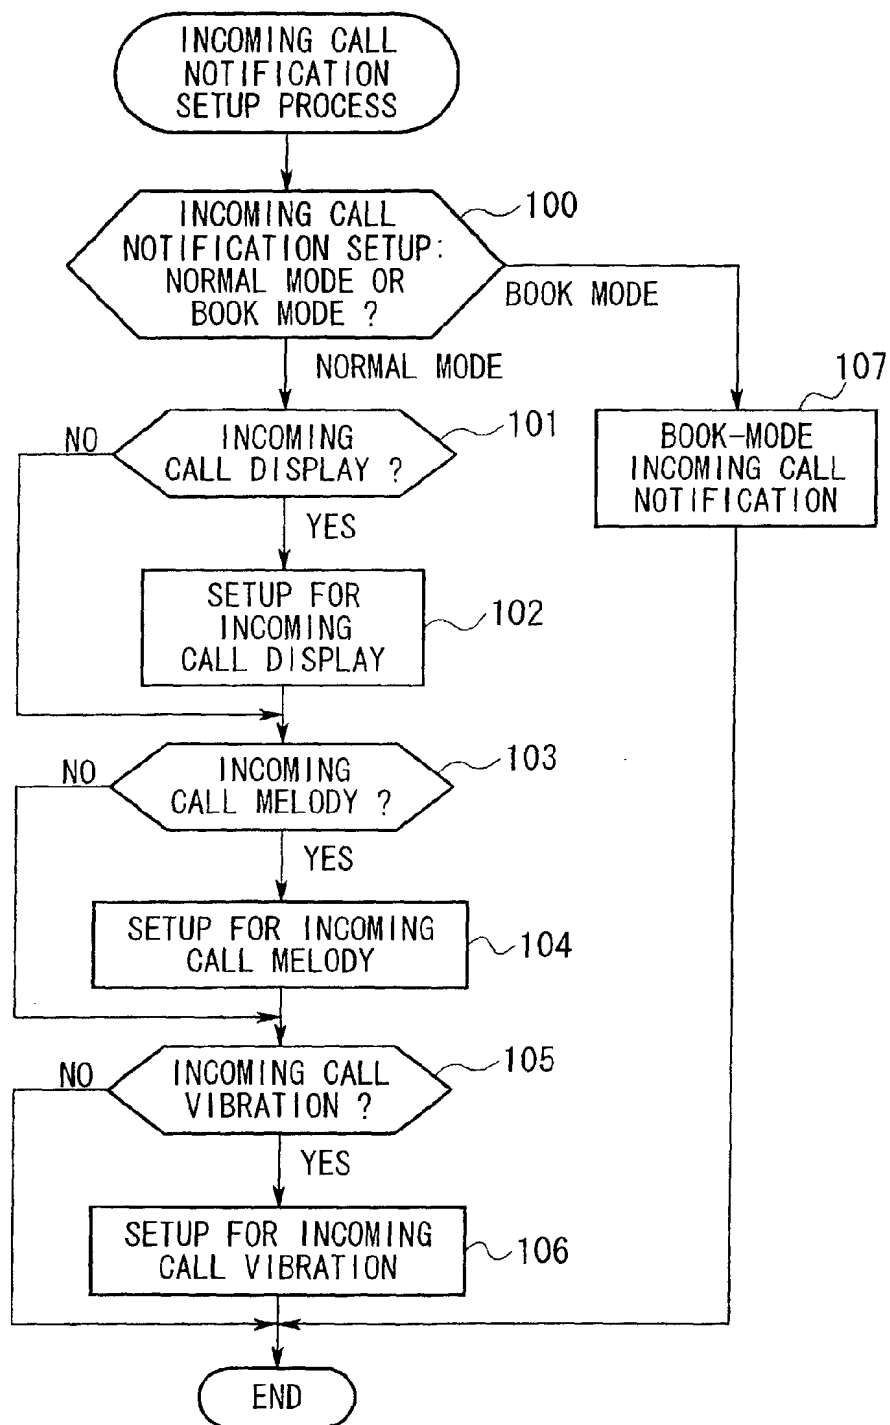 INCOMING CALL
NOTIFICATION
SETUP PROCESS
INCOMING CALL
NOTIFICATION SETUP:
NORMAL MODE OR
BOOK MODE ?
100
BOOK MODE
NORMAL MODE
107
BOOK-MODE
INCOMING CALL
NOTIFICATION
NO
INCOMING
CALL DISPLAY ?
101
YES
SETUP FOR
INCOMING
CALL DISPLAY
102
NO
INCOMING
CALL MELODY ?
103
YES
SETUP FOR INCOMING
CALL MELODY
104
NO
INCOMING CALL
VIBRATION ?
105
YES
SETUP FOR INCOMING
CALL VIBRATION
106
END